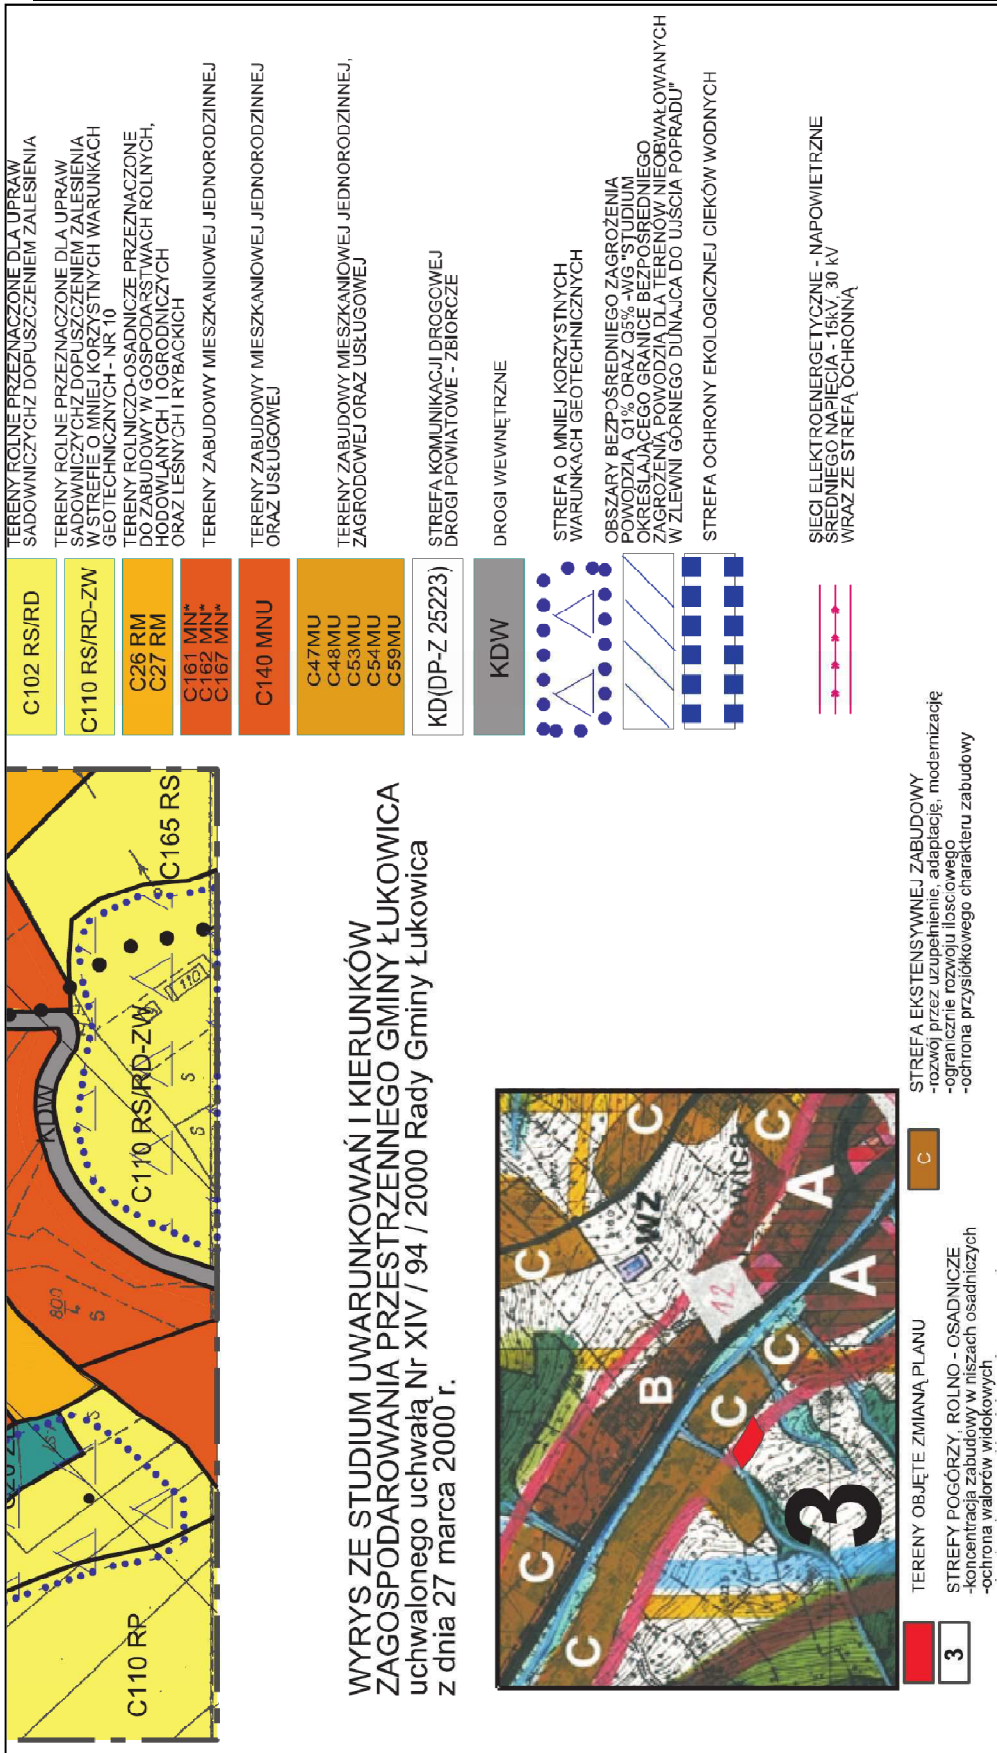 C102 RS/RD
TERENY ROLNE PRZEZNACZONE DLA UPRAW
SADOWNICZYCHZ DOPUSZCZENIEM ZALESIENIA
C110 RS/RD-ZW
TERENY ROLNE PRZEZNACZONE DLA UPRAW
SADOWNICZYCHZ DOPUSZCZENIEM ZALESIENIA
W STREFIE O MNIEJ KORZYSTNYCH WARUNKACH
GEOTECHNICZNYCH - NR 10
C26 RM
C27 RM
TERENY ROLNICZO-OSADNICZE PRZEZNACZONE
DO ZABUDOWY W GOSPODARSTWACH ROLNYCH,
HODOWLANYCH I OGRODNICZYCH
ORAZ LEŚNYCH I RYBACKICH
C161 MN*
C162 MN*
C167 MN*
TERENY ZABUDOWY MIESZKANIOWEJ JEDNORODZINNEJ
C140 MNU
TERENY ZABUDOWY MIESZKANIOWEJ JEDNORODZINNEJ
ORAZ USŁUGOWEJ
C47MU
C48MU
C53MU
C54MU
C59MU
TERENY ZABUDOWY MIESZKANIOWEJ JEDNORODZINNEJ,
ZAGRODOWEJ ORAZ USŁUGOWEJ
KD(DP-Z 25223)
STREFA KOMUNIKACJI DROGOWEJ
DROGI POWIATOWE - ZBIORCZE
KDW
DROGI WEWNĘTRZNE
STREFA O MNIEJ KORZYSTNYCH
WARUNKACH GEOTECHNICZNYCH
OBSZARY BEZPOŚREDNIEGO ZAGROŻENIA
POWODZIĄ Q1% ORAZ Q5% -WG "STUDIUM
OKREŚLAJĄCEGO GRANICE BEZPOŚREDNIEGO
ZAGROŻENIA POWODZIĄ DLA TERENÓW NIEOBWAŁOWANYCH
W ZLEWNI GÓRNEGO DUNAJCA DO UJŚCIA POPRADU"
STREFA OCHRONY EKOLOGICZNEJ CIEKÓW WODNYCH
SIECI ELEKTROENERGETYCZNE - NAPOWIETRZNE
ŚREDNIEGO NAPIĘCIA - 15kV, 30 kV
WRAZ ZE STREFĄ OCHRONNĄ
C110 RP
800
S
KDW
C110 RS/RD-ZW
S
S
1101
C165 RS
WYRYS ZE STUDIUM UWARUNKOWAŃ I KIERUNKÓW
ZAGOSPODAROWANIA PRZESTRZENNEGO GMINY ŁUKOWICA
uchwalonego uchwałą Nr XIV / 94 / 2000 Rady Gminy Łukowica
z dnia 27 marca 2000 r.
C
C
C
C
B
C
C
C
C
A
A
WZ
12
3
TERENY OBJĘTE ZMIANĄ PLANU
3
STREFY POGÓRZY, ROLNO - OSADNICZE
-koncentracja zabudowy w niszach osadniczych
-ochrona walorów widokowych
C
STREFA EKSTENSYWNEJ ZABUDOWY
-rozwój przez uzupełnienie, adaptację, modernizację
-ogranicznie rozwoju ilościowego
-ochrona przysiółkowego charakteru zabudowy